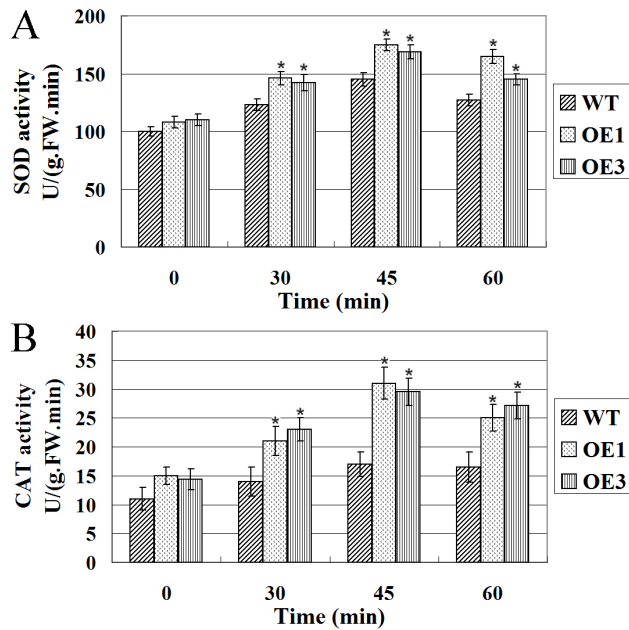 A
SOD activity
U/(g.FW.min)
200
150
100
50
0
* * * * * *
0 30 45 60
Time (min)
WT
OE1
OE3
B
CAT activity
U/(g.FW.min)
40
35
30
25
20
15
10
5
0
* * * * * *
0 30 45 60
Time (min)
WT
OE1
OE3